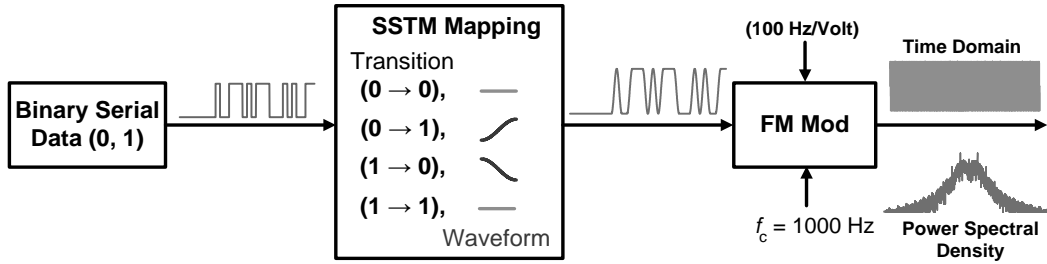 SSTM Mapping
Transition
(0 → 0),
(0 → 1),
(1 → 0),
(1 → 1),
Waveform
Binary Serial
Data (0, 1)
(100 Hz/Volt)
FM Mod
fc = 1000 Hz
Time Domain
Power Spectral
Density